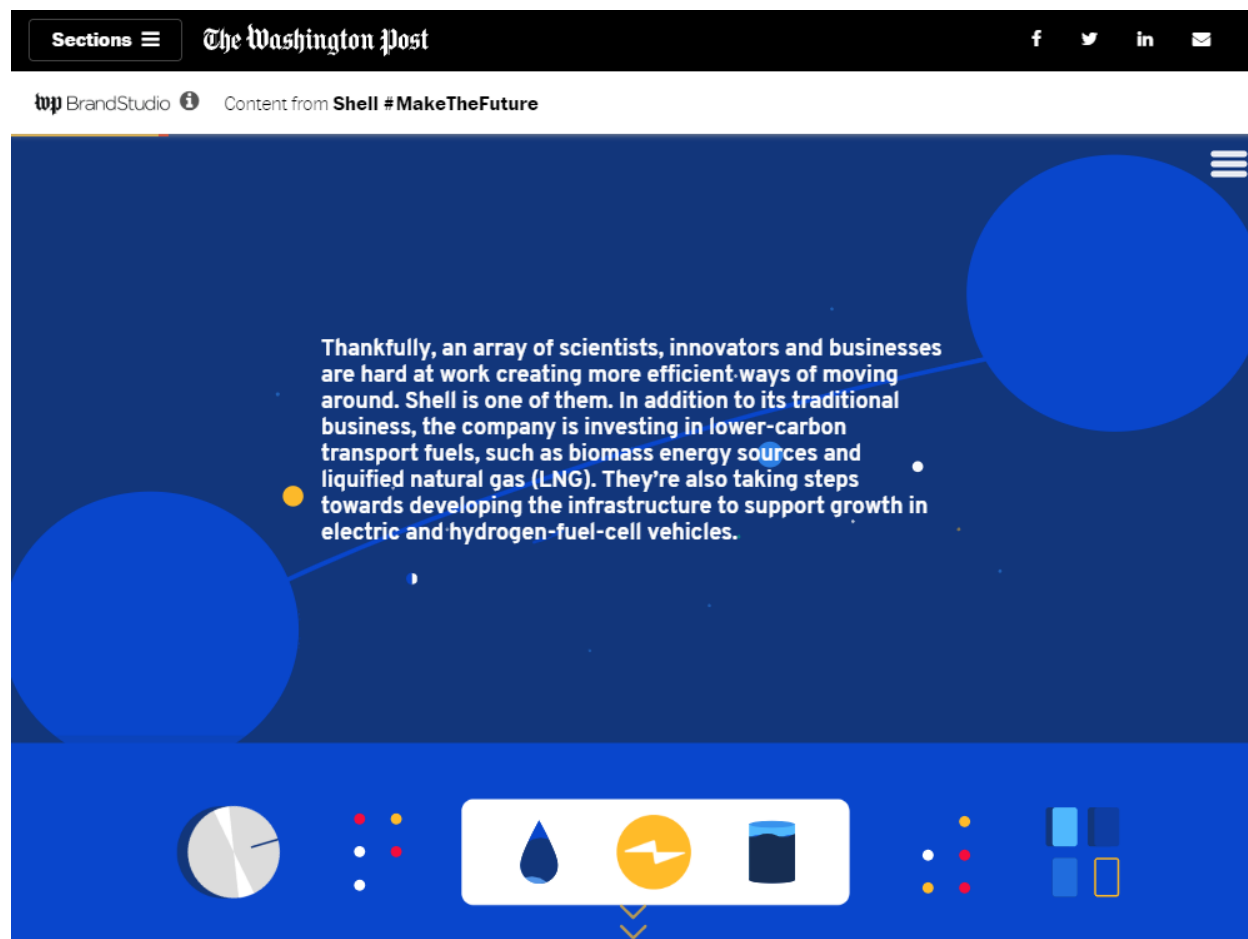 Sections
The Washington Post
wp BrandStudio
Content from Shell #MakeTheFuture
Thankfully, an array of scientists, innovators and businesses
are hard at work creating more efficient ways of moving
around. Shell is one of them. In addition to its traditional
business, the company is investing in lower-carbon
transport fuels, such as biomass energy sources and
liquified natural gas (LNG). They're also taking steps
towards developing the infrastructure to support growth in
electric and hydrogen-fuel-cell vehicles.